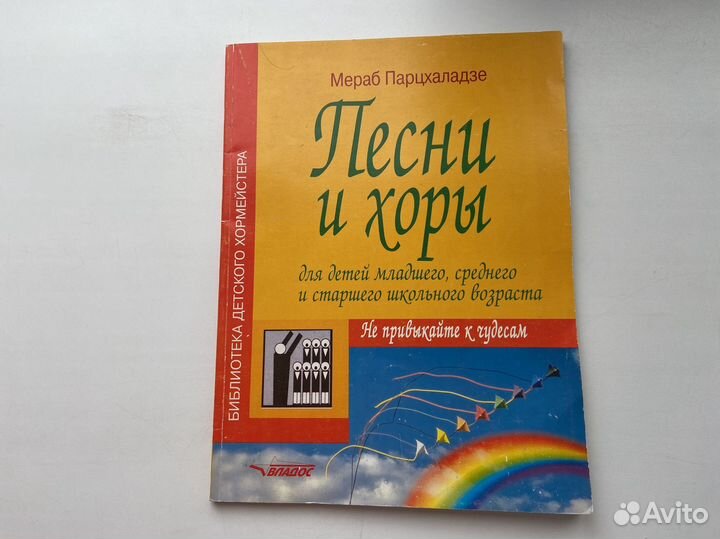 Мераб Парцхаладзе
Песни
и хоры
для детей младшего, среднего
и старшего школьного возраста
Не привыкайте к чудесам
БИБЛИОТЕКА ДЕТСКОГО ХОРМЕЙСТЕРА
ВЛАДОС
Avito